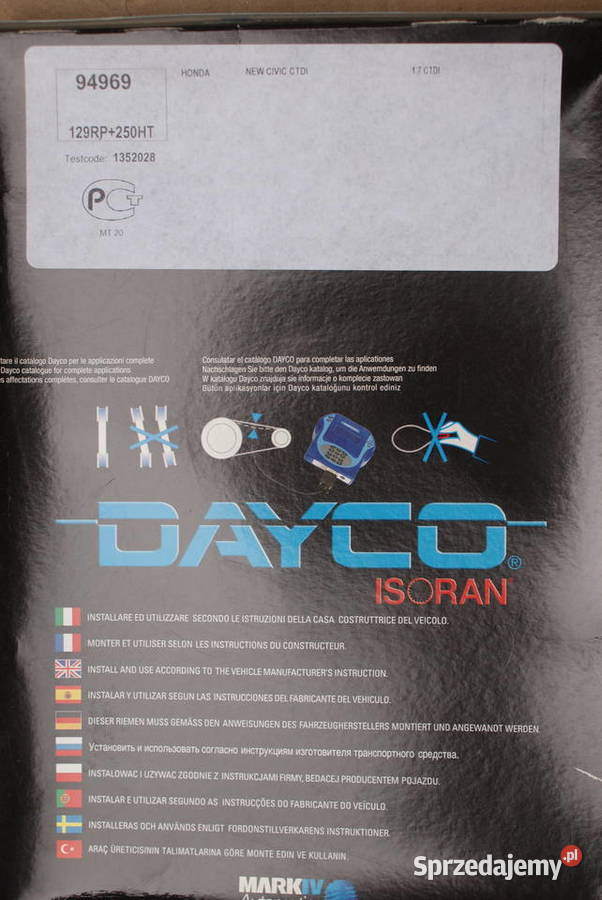 94969 HONDA NEW CIVIC CTDI 1.7 CTDI
129RP+250HT
Testcode: 1352028
РСТ
MT 20
tare il catalogo Dayco per le applicazioni complete
Dayco catalogue for complete applications
s affectations completes, consulter le catalogue DAYCO
Consulatar el catálogo DAYCO para completar las aplicationes
Nachschlagen Sie bitte den Dayco katalog, um die Anwendungen zu finden
W katalogu Dayco znajduja sie informacje o komplecie zastowan
Bütün aplikasyonlar için Dayco kataloğunu kontrol ediniz
DAYCO®
ISORAN
INSTALLARE ED UTILIZZARE SECONDO LE ISTRUZIONI DELLA CASA COSTRUTTRICE DEL VEICOLO.
MONTER ET UTILISER SELON LES INSTRUCTIONS DU CONSTRUCTEUR.
INSTALL AND USE ACCORDING TO THE VEHICLE MANUFACTURER'S INSTRUCTION.
INSTALAR Y UTILIZAR SEGUN LAS INSTRUCCIONES DEL FABRICANTE DEL VEHICULO.
DIESER RIEMEN MUSS GEMÄSS DEN ANWEISUNGEN DES FAHRZEUGHERSTELLERS MONTIERT UND ANGEWANDT WERDEN.
Установить и использовать согласно инструкциям изготовителя транспортного средства.
INSTALOWAC I UZYWAC ZGODNIE Z INSTRUKCJAMI FIRMY, BEDACEJ PRODUCENTEM POJAZDU.
INSTALAR E UTILIZAR SEGUNDO AS INSTRUCÇÕES DO FABRICANTE DO VEÍCULO.
INSTALLERAS OCH ANVÄNDS ENLIGT FORDONSTILLVERKARENS INSTRUKTIONER.
ARAÇ ÜRETICISININ TALIMATLARINA GÖRE MONTE EDIN VE KULLANIN.
MARK IV
Sprzedajemy.pl